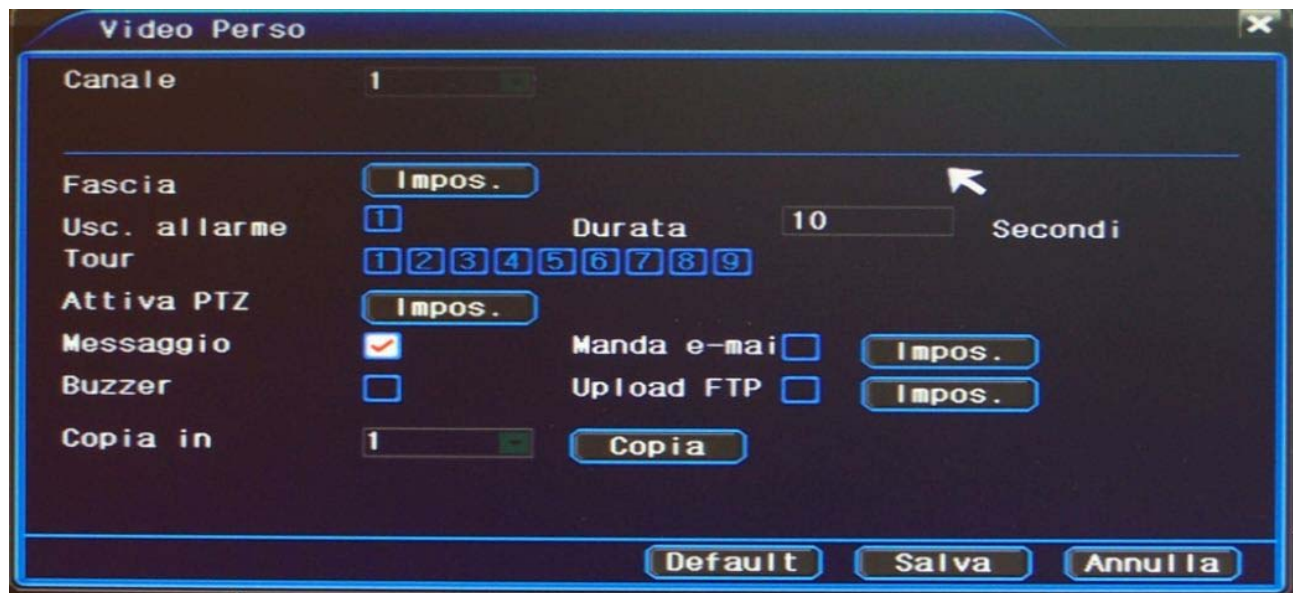 Video Perso
Canale 1
Fascia Impos.
Usc. allarme 1 Durata 10 Secondi
Tour 1 2 3 4 5 6 7 8 9
Attiva PTZ Impos.
Messaggio Manda e-mai Impos.
Buzzer Upload FTP Impos.
Copia in 1 Copia
Default Salva Annulla